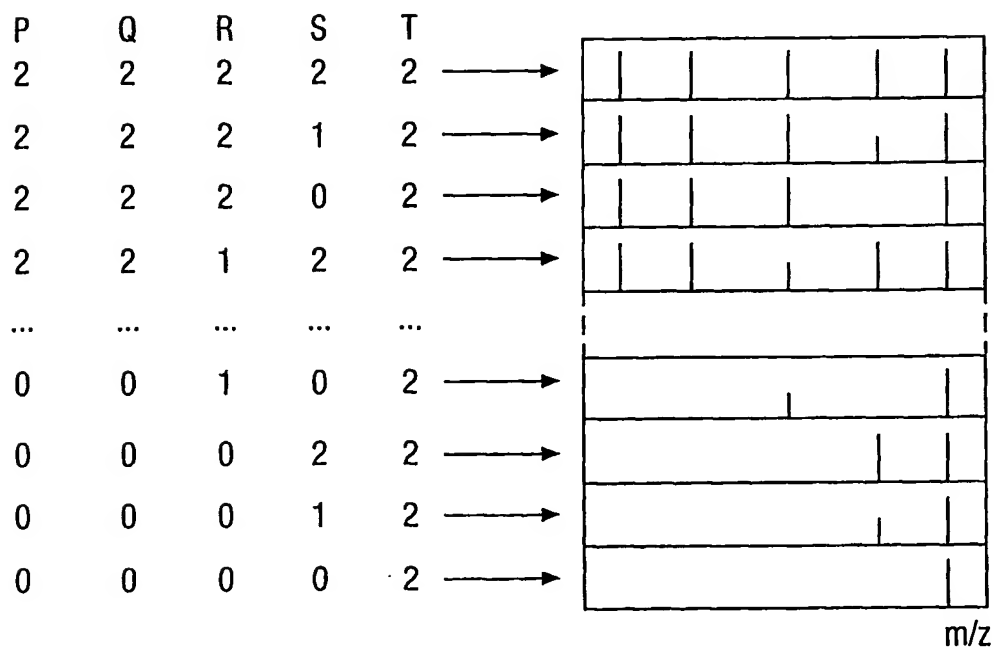 P Q R S T
2 2 2 2 2
2 2 2 1 2
2 2 2 0 2
2 2 1 2 2
... ... ... ... ...
0 0 1 0 2
0 0 0 2 2
0 0 0 1 2
0 0 0 0 2
m/z